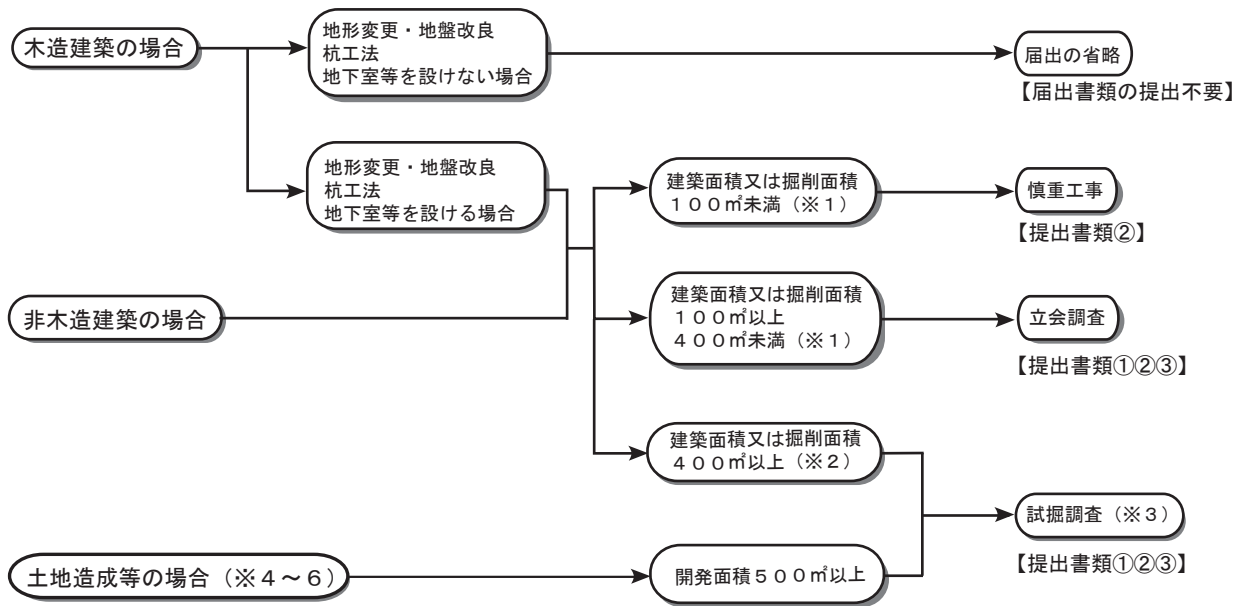 木造建築の場合
地形変更・地盤改良
杭工法
地下室等を設けない場合
届出の省略
【届出書類の提出不要】
地形変更・地盤改良
杭工法
地下室等を設ける場合
建築面積又は掘削面積
１００㎡未満（※１）
慎重工事
【提出書類②】
非木造建築の場合
建築面積又は掘削面積
１００㎡以上
４００㎡未満（※１）
立会調査
【提出書類①②③】
建築面積又は掘削面積
４００㎡以上（※２）
試掘調査（※３）
【提出書類①②③】
土地造成等の場合（※４～６）
開発面積５００㎡以上